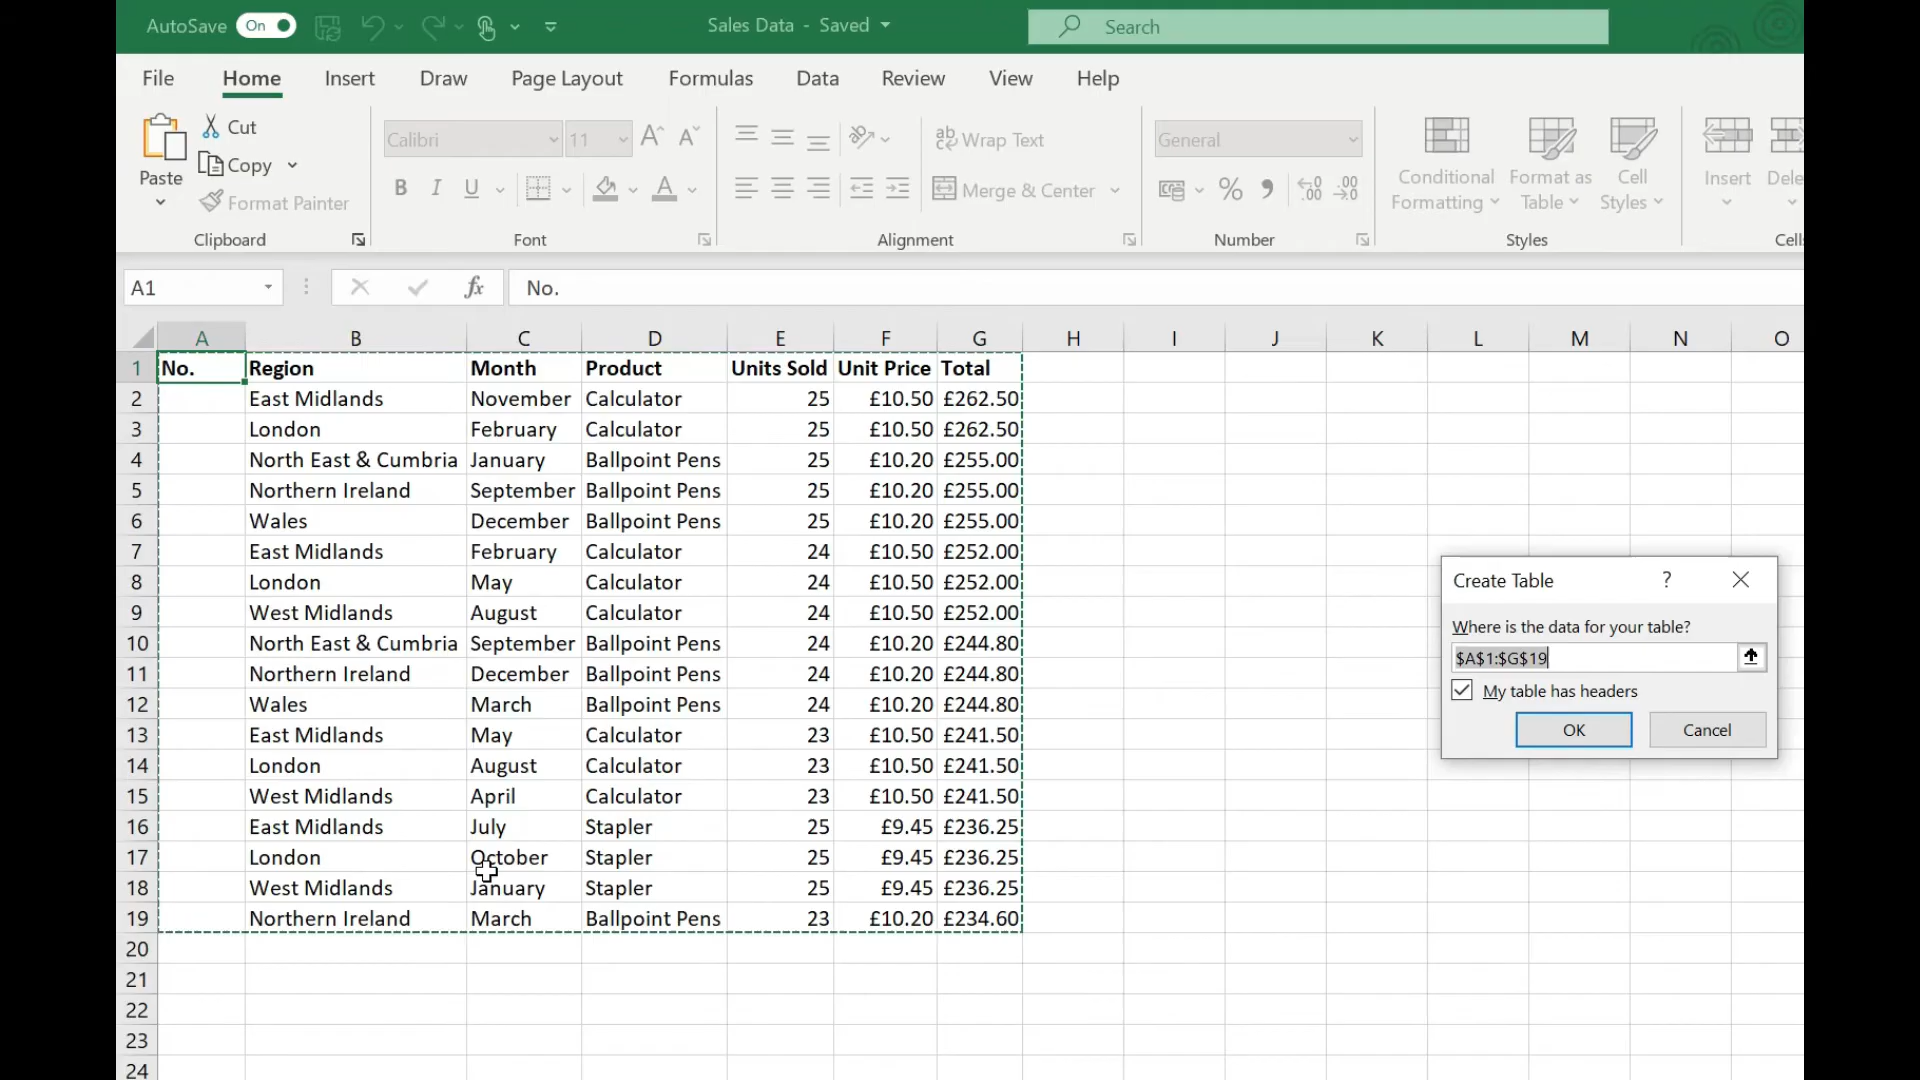 AutoSave On Sales Data - Saved Search
File Home Insert Draw Page Layout Formulas Data Review View Help
Paste Cut Copy Format Painter
Clipboard
Calibri 11
B I U A
Font
Wrap Text
Merge & Center
Alignment
General
% ,
Number
Conditional Formatting Format as Table Cell Styles
Styles
Insert
A1 fx No.
A B C D E F G H I J K L M N O
1 No. Region Month Product Units Sold Unit Price Total
2 East Midlands November Calculator 25 £10.50 £262.50
3 London February Calculator 25 £10.50 £262.50
4 North East & Cumbria January Ballpoint Pens 25 £10.20 £255.00
5 Northern Ireland September Ballpoint Pens 25 £10.20 £255.00
6 Wales December Ballpoint Pens 25 £10.20 £255.00
7 East Midlands February Calculator 24 £10.50 £252.00
8 London May Calculator 24 £10.50 £252.00
9 West Midlands August Calculator 24 £10.50 £252.00
10 North East & Cumbria September Ballpoint Pens 24 £10.20 £244.80
11 Northern Ireland December Ballpoint Pens 24 £10.20 £244.80
12 Wales March Ballpoint Pens 24 £10.20 £244.80
13 East Midlands May Calculator 23 £10.50 £241.50
14 London August Calculator 23 £10.50 £241.50
15 West Midlands April Calculator 23 £10.50 £241.50
16 East Midlands July Stapler 25 £9.45 £236.25
17 London October Stapler 25 £9.45 £236.25
18 West Midlands January Stapler 25 £9.45 £236.25
19 Northern Ireland March Ballpoint Pens 23 £10.20 £234.60
20
21
22
23
24
Create Table ?
Where is the data for your table?
$A$1:$G$19
My table has headers
OK Cancel